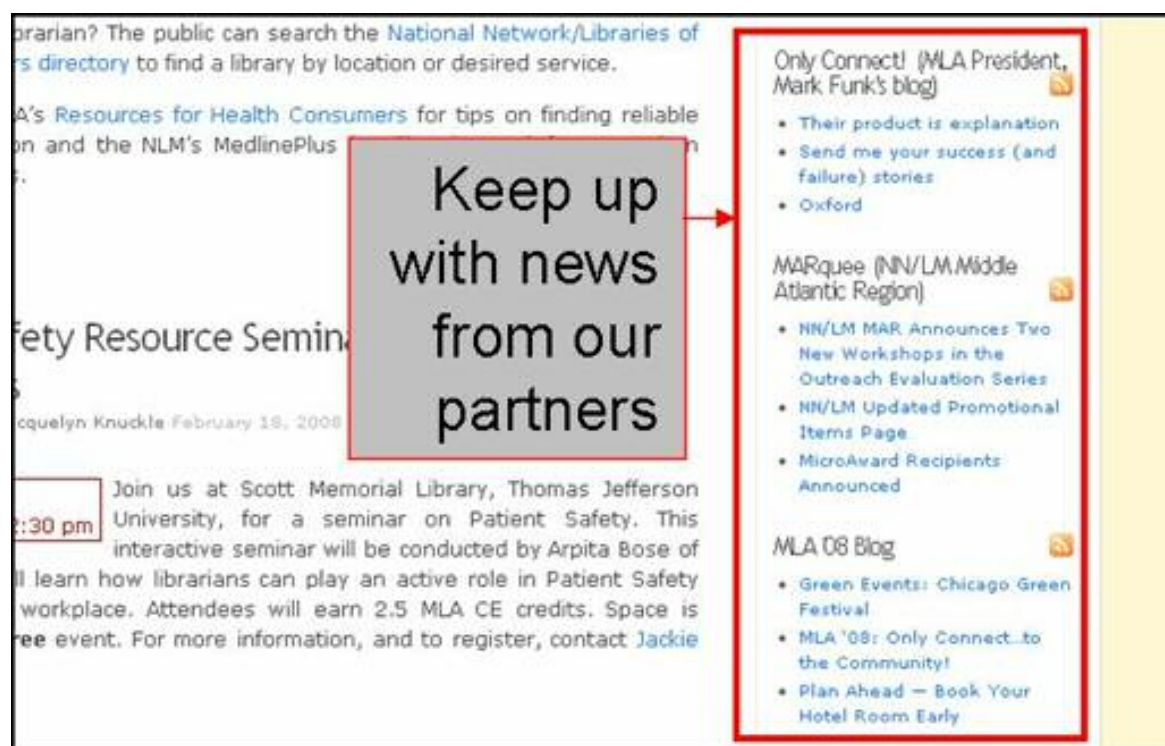 brarian? The public can search the National Network/Libraries of
rs directory to find a library by location or desired service.
A's Resources for Health Consumers for tips on finding reliable
on and the NLM's MedlinePlus
s.
Keep up
with news
from our
partners
fety Resource Semin
s
cquelyn Knuckle February 18, 2008
2:30 pm
Join us at Scott Memorial Library, Thomas Jefferson
University, for a seminar on Patient Safety. This
interactive seminar will be conducted by Arpita Bose of
ll learn how librarians can play an active role in Patient Safety
workplace. Attendees will earn 2.5 MLA CE credits. Space is
ree event. For more information, and to register, contact Jackie
Only Connect! (MLA President,
Mark Funk's blog)
• Their product is explanation
• Send me your success (and
failure) stories
• Oxford
MARquee (NN/LM Middle
Atlantic Region)
• NN/LM MAR Announces Two
New Workshops in the
Outreach Evaluation Series
• NN/LM Updated Promotional
Items Page
• MicroAward Recipients
Announced
MLA '08 Blog
• Green Events: Chicago Green
Festival
• MLA '08: Only Connect...to
the Community!
• Plan Ahead — Book Your
Hotel Room Early